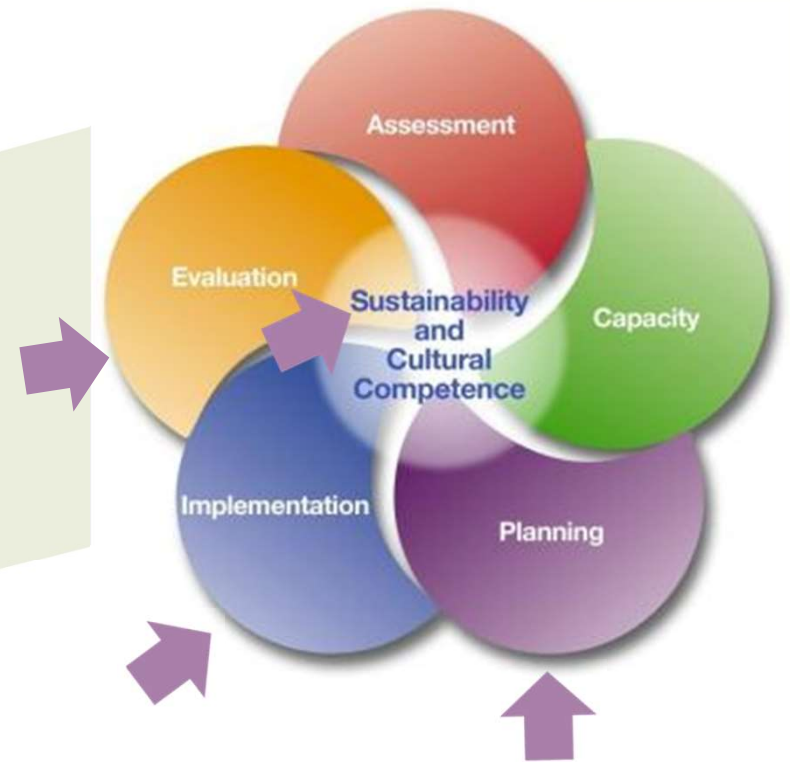 Assessment
Evaluation
Capacity
Sustainability
and
Cultural
Competence
Implementation
Planning